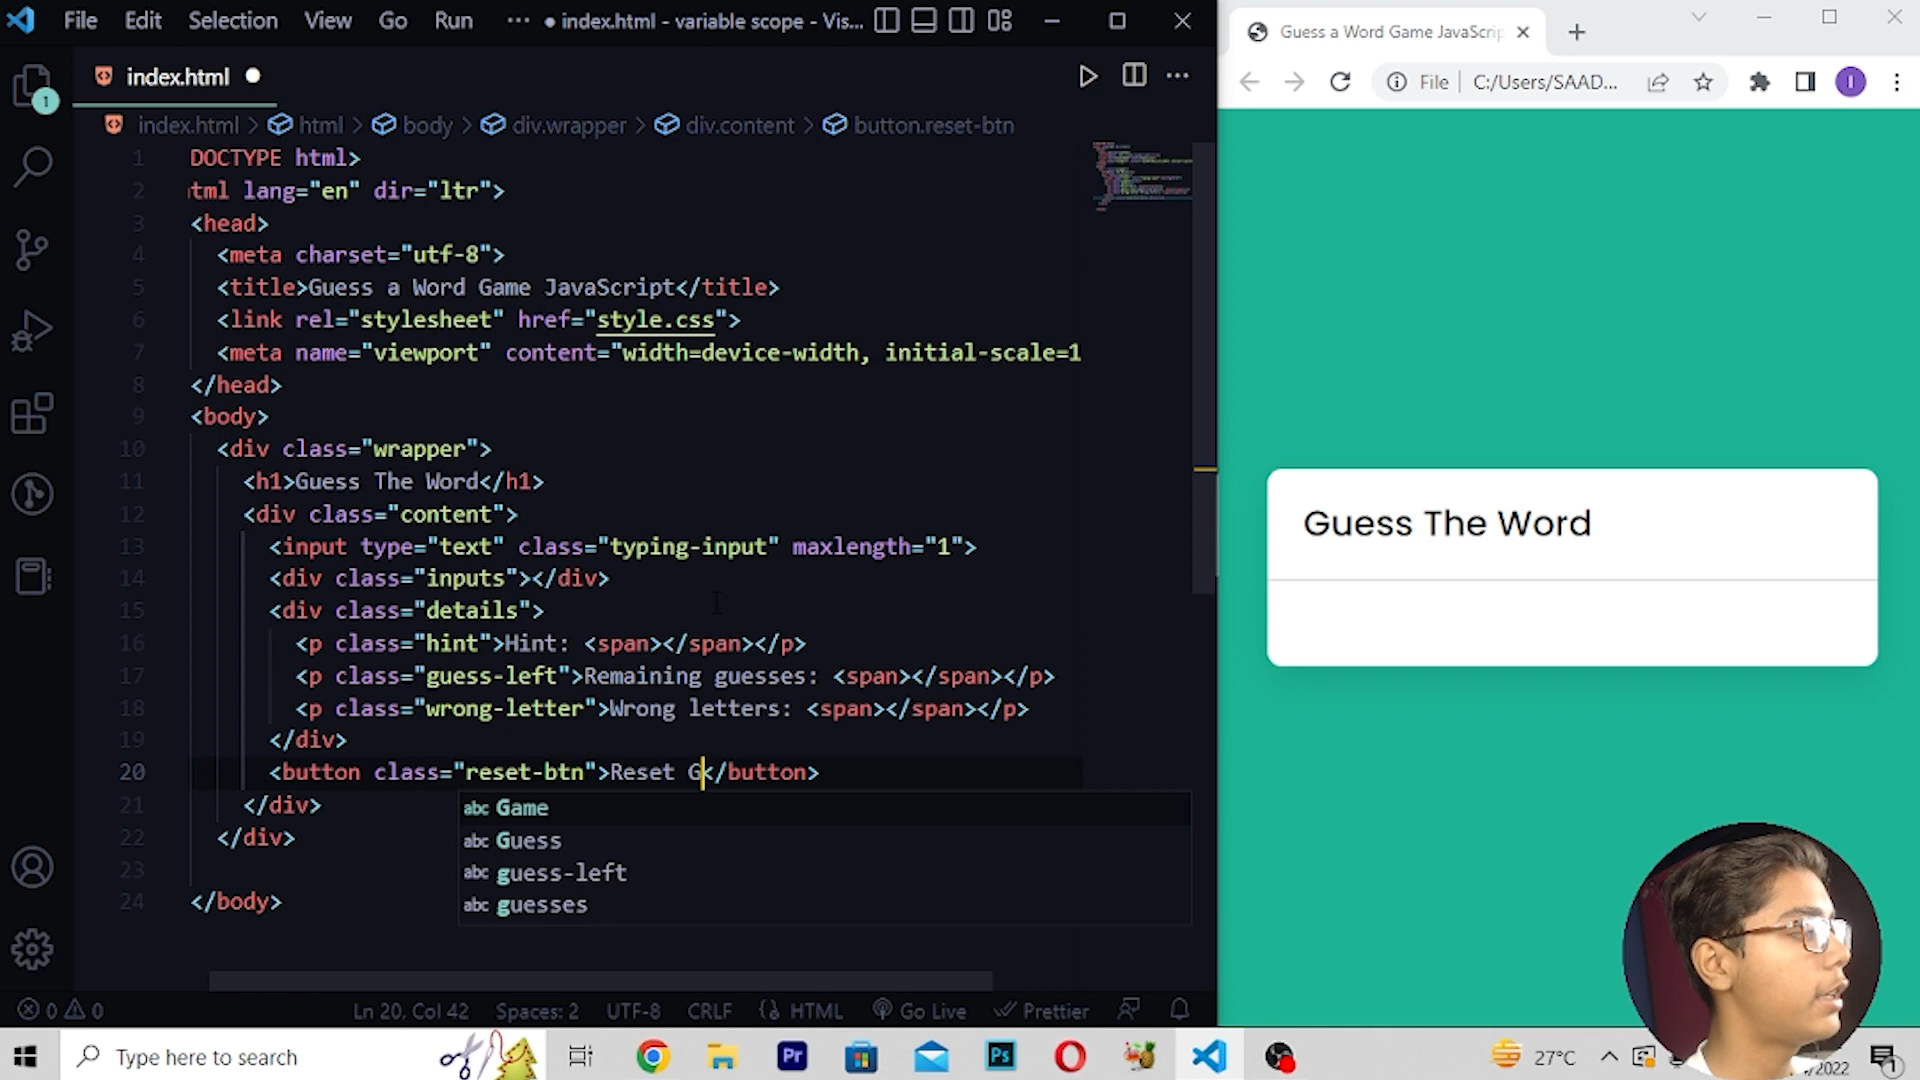 File Edit Selection View Go Run ··· ● index.html - variable scope - Vis...
index.html ●
index.html > html > body > div.wrapper > div.content > button.reset-btn
1 DOCTYPE html>
2 tml lang="en" dir="ltr">
3 <head>
4 <meta charset="utf-8">
5 <title>Guess a Word Game JavaScript</title>
6 <link rel="stylesheet" href="style.css">
7 <meta name="viewport" content="width=device-width, initial-scale=1
8 </head>
9 <body>
10 <div class="wrapper">
11 <h1>Guess The Word</h1>
12 <div class="content">
13 <input type="text" class="typing-input" maxlength="1">
14 <div class="inputs"></div>
15 <div class="details">
16 <p class="hint">Hint: <span></span></p>
17 <p class="guess-left">Remaining guesses: <span></span></p>
18 <p class="wrong-letter">Wrong letters: <span></span></p>
19 </div>
20 <button class="reset-btn">Reset G</button>
21 </div>
22 </div>
23
24 </body>
abc Game
abc Guess
abc guess-left
abc guesses
1
0 0 Ln 20, Col 42 Spaces: 2 UTF-8 CRLF {} HTML Go Live Prettier
Guess a Word Game JavaScrip
File | C:/Users/SAAD... I
Guess The Word
Type here to search
Pr
Ps
27°C
/2022
1